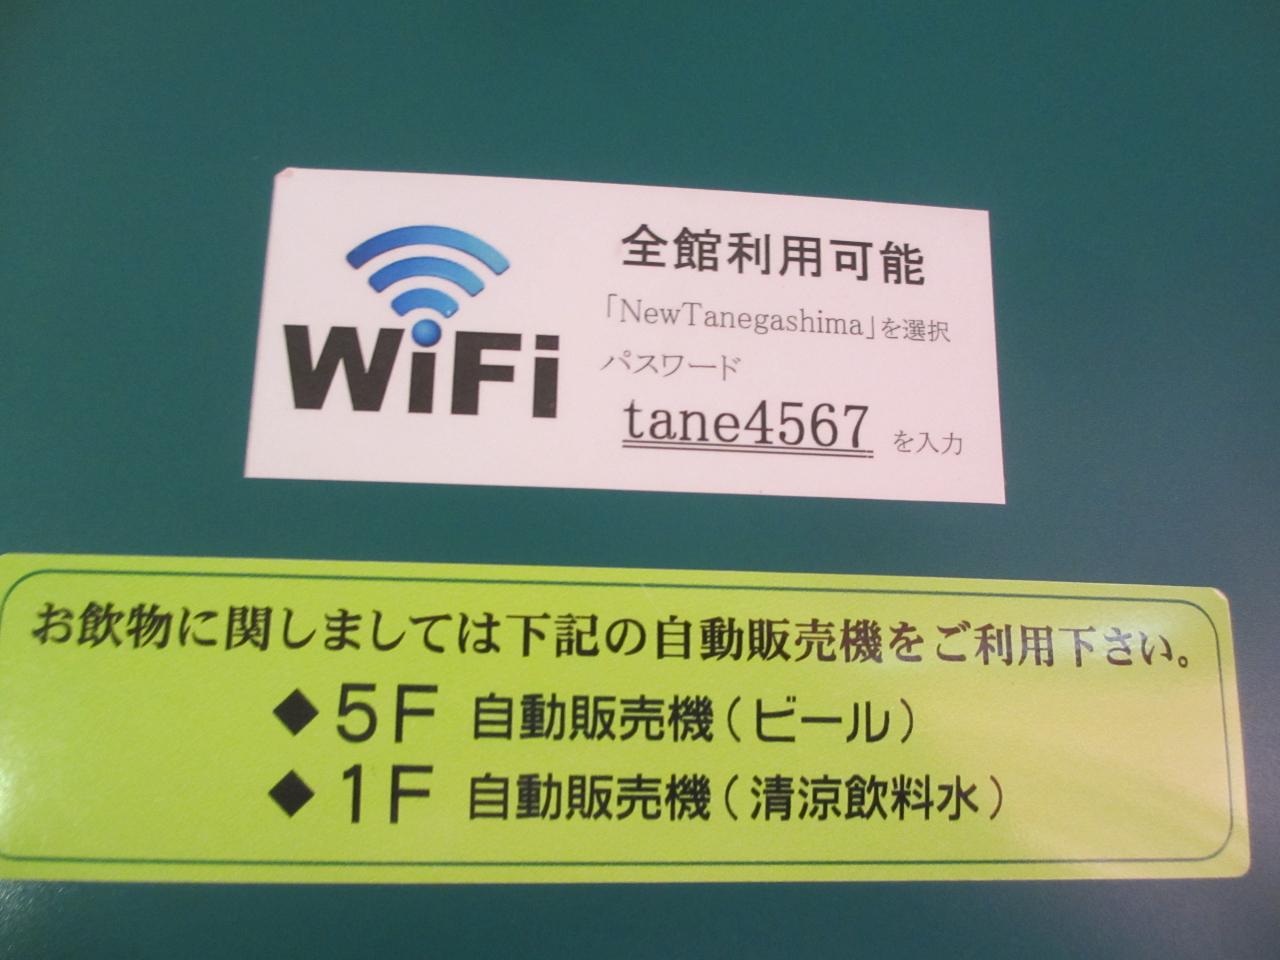 WiFi
全館利用可能
「NewTanegashima」を選択
パスワード
tane4567 を入力
お飲物に関しましては下記の自動販売機をご利用下さい。
◆5F 自動販売機(ビール)
◆1F 自動販売機(清涼飲料水)